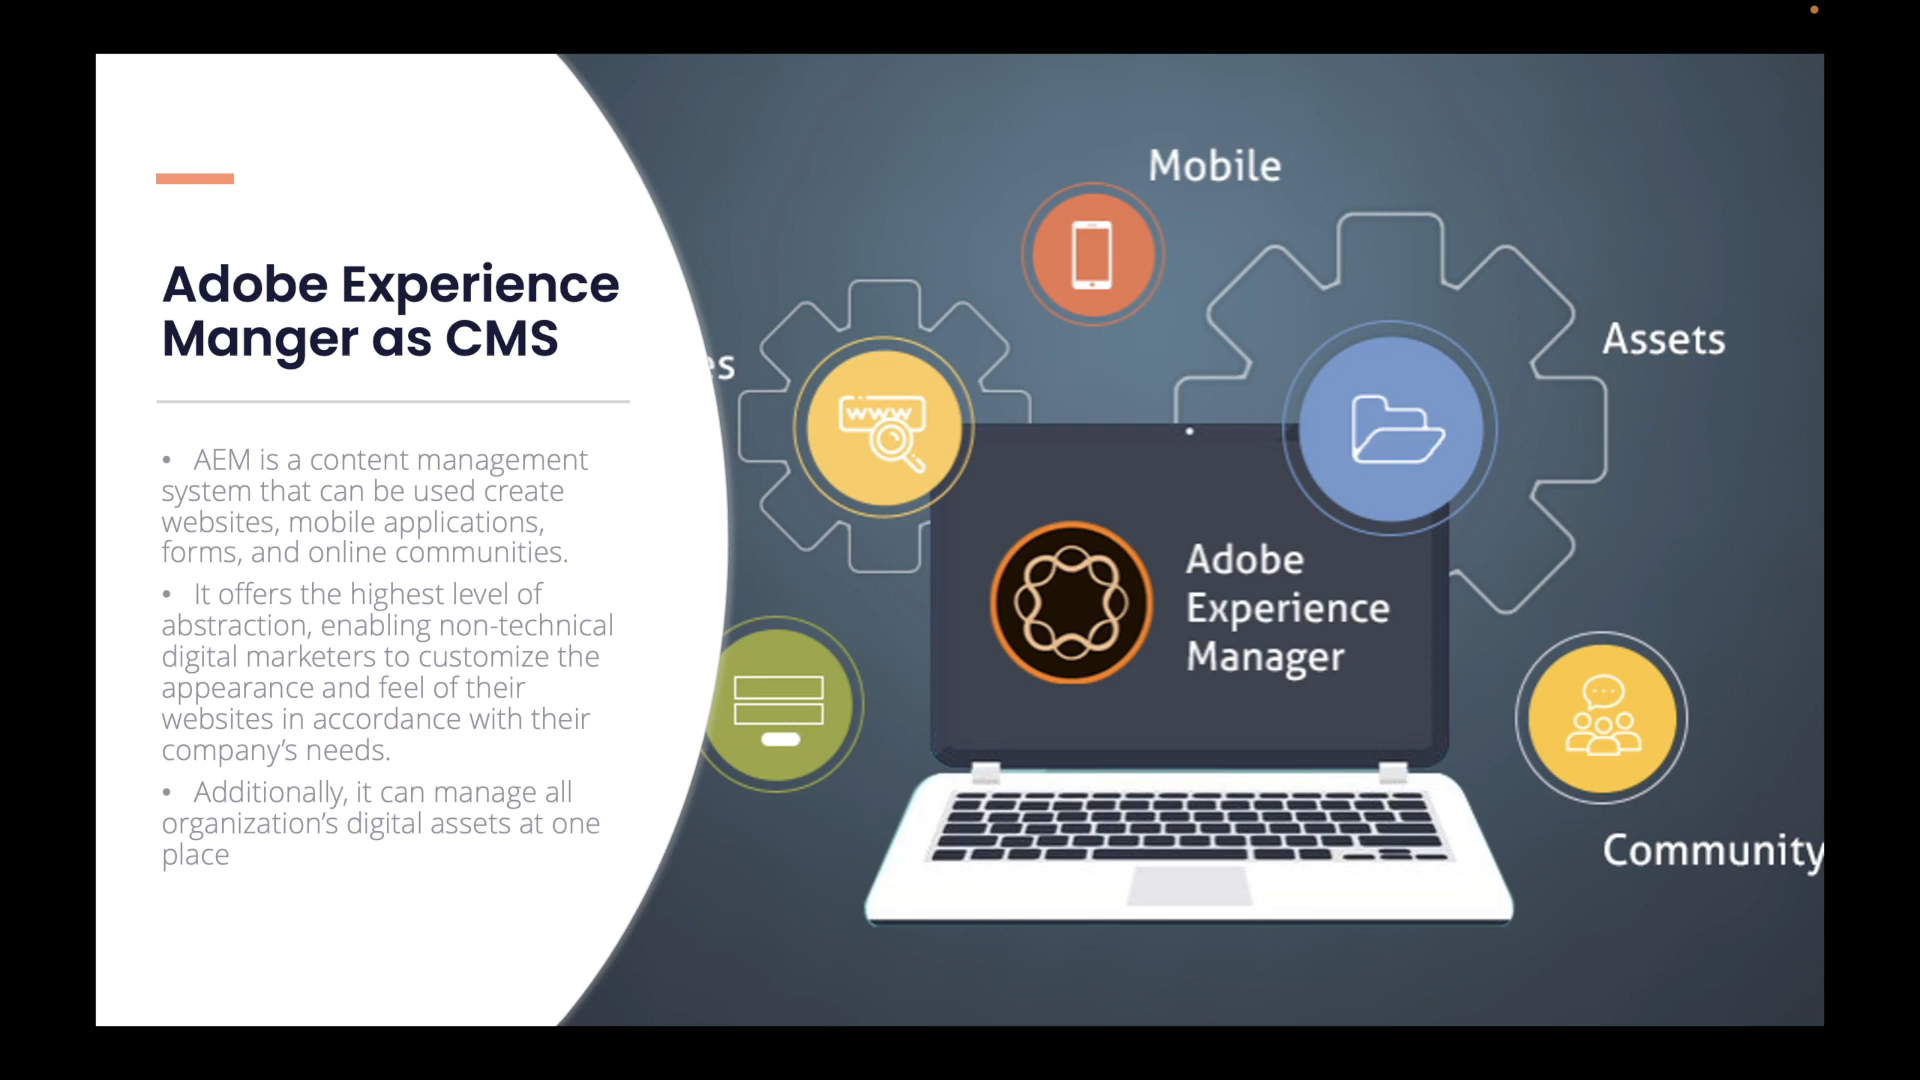 Adobe Experience
Manger as CMS
• AEM is a content management
system that can be used create
websites, mobile applications,
forms, and online communities.
• It offers the highest level of
abstraction, enabling non-technical
digital marketers to customize the
appearance and feel of their
websites in accordance with their
company's needs.
• Additionally, it can manage all
organization's digital assets at one
place
Mobile
Assets
www
Adobe
Experience
Manager
Community